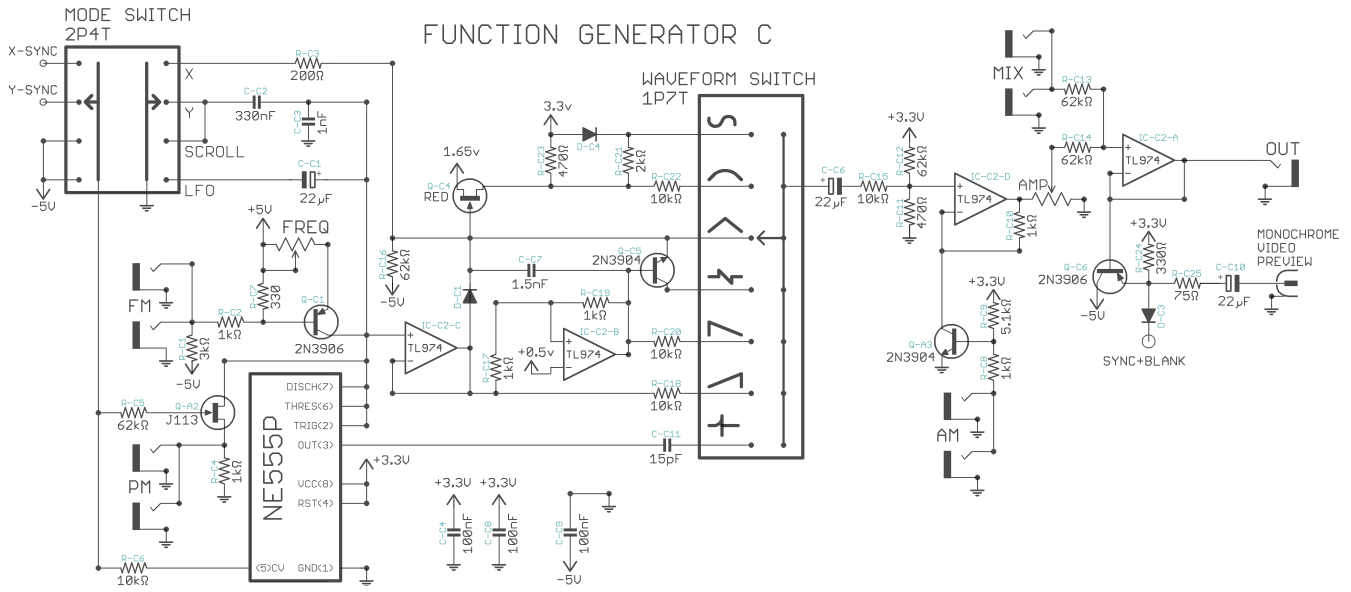 MODE SWITCH
2P4T
FUNCTION GENERATOR C
X-SYNC
Y-SYNC
X
Y
SCROLL
LFO
-5V
R-C3
200Ω
C-C2
330nF
C-C3
1nF
C-C1
22µF
+5V
FREQ
R-C7
330
Q-C1
2N3906
FM
R-C2
1kΩ
R-C1
3kΩ
-5V
R-C5
62kΩ
Q-A2
J113
PM
R-C4
1kΩ
R-C6
10kΩ
NE555P
DISCH(7)
THRES(6)
TRIG(2)
OUT(3)
VCC(8)
RST(4)
(5)CV
GND(1)
+3.3V
R-C16
62kΩ
-5V
1.65v
Q-C4
RED
3.3v
R-C23
470Ω
D-C4
R-C21
2kΩ
R-C22
10kΩ
C-C7
1.5nF
Q-C5
2N3904
D-C1
IC-C2-C
TL974
R-C17
1kΩ
R-C19
1kΩ
IC-C2-B
TL974
+0.5v
R-C20
10kΩ
R-C18
10kΩ
C-C11
15pF
+3.3V
C-C4
100nF
+3.3V
C-C8
100nF
C-C9
100nF
-5V
WAVEFORM SWITCH
1P7T
C-C6
22µF
R-C15
10kΩ
+3.3V
R-C12
62kΩ
R-C11
470Ω
IC-C2-D
TL974
R-C10
1kΩ
AMP
+3.3V
R-C9
5.1kΩ
Q-A3
2N3904
R-C8
1kΩ
AM
MIX
R-C13
62kΩ
R-C14
62kΩ
IC-C2-A
TL974
OUT
Q-C6
2N3906
-5V
+3.3V
R-C24
330Ω
R-C25
75Ω
C-C10
22µF
D-C3
SYNC+BLANK
MONOCHROME
VIDEO
PREVIEW